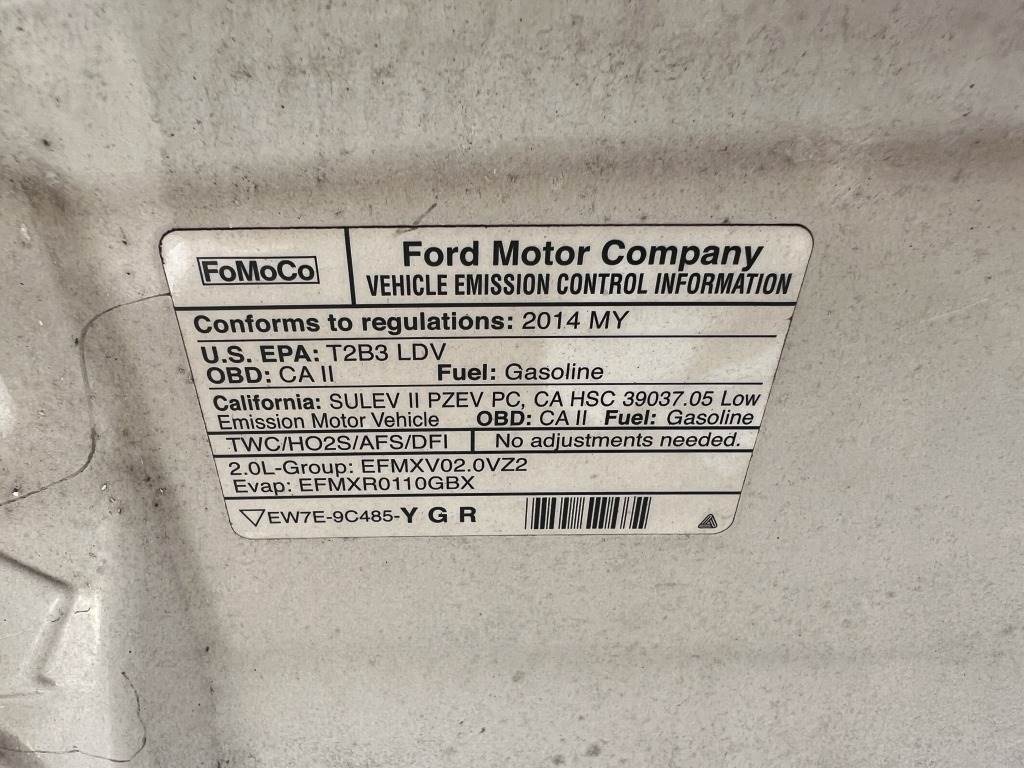 FoMoCo
Ford Motor Company
VEHICLE EMISSION CONTROL INFORMATION
Conforms to regulations: 2014 MY
U.S. EPA: T2B3 LDV
OBD: CA II Fuel: Gasoline
California: SULEV II PZEV PC, CA HSC 39037.05 Low
Emission Motor Vehicle OBD: CA II Fuel: Gasoline
TWC/HO2S/AFS/DFI No adjustments needed.
2.0L-Group: EFMXV02.0VZ2
Evap: EFMXR0110GBX
EW7E-9C485-Y G R